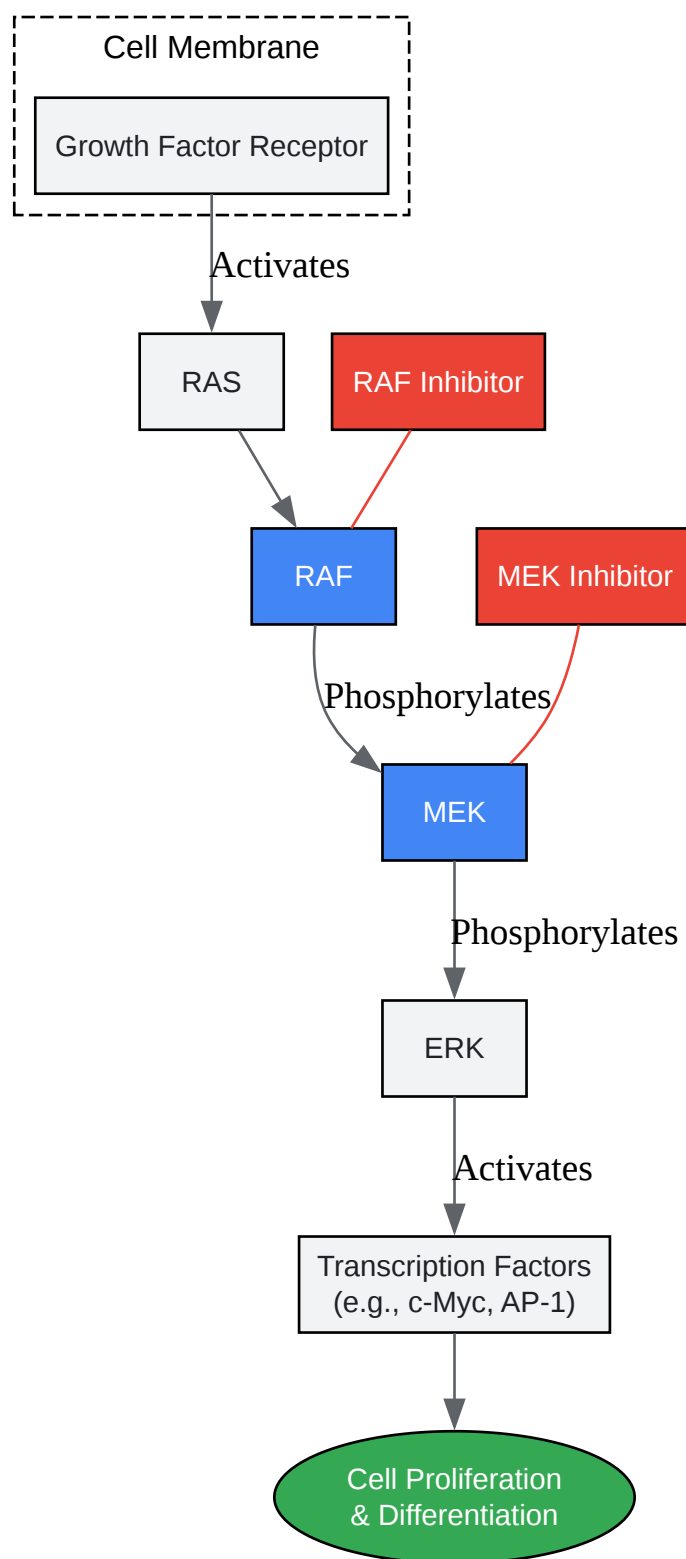 Cell Membrane
Growth Factor Receptor
Activates
RAS
RAF Inhibitor
RAF
MEK Inhibitor
Phosphorylates
MEK
Phosphorylates
ERK
Activates
Transcription Factors
(e.g., c-Myc, AP-1)
Cell Proliferation
& Differentiation